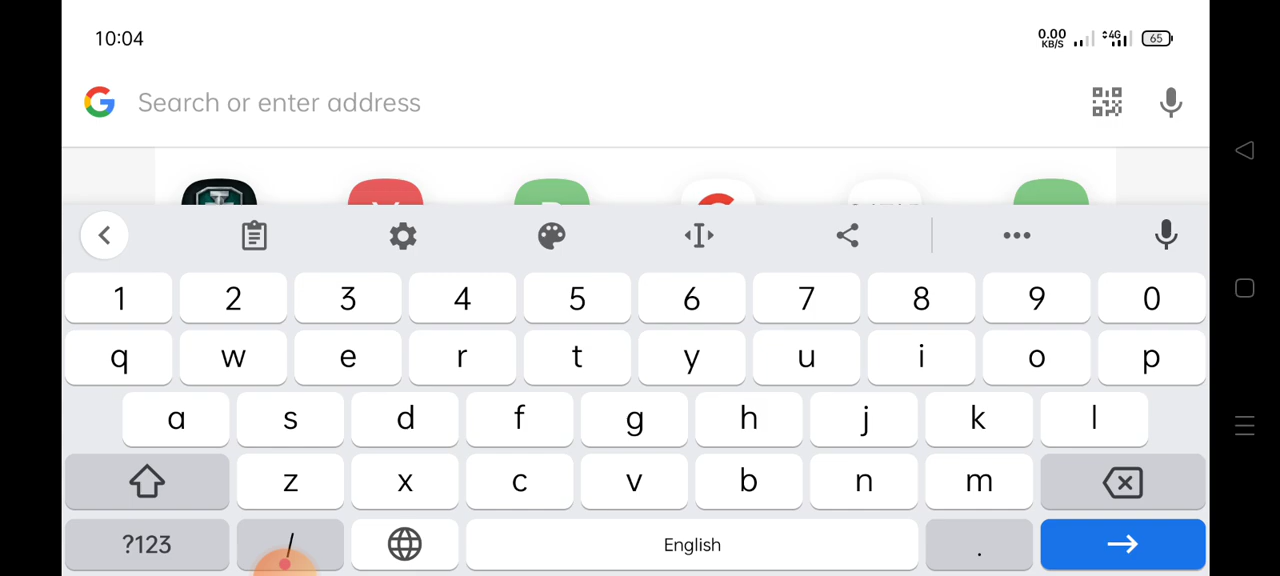 10:04
0.00 KB/S 4G 65
Search or enter address
1 2 3 4 5 6 7 8 9 0
q w e r t y u i o p
a s d f g h j k l
z x c v b n m
?123 / English .